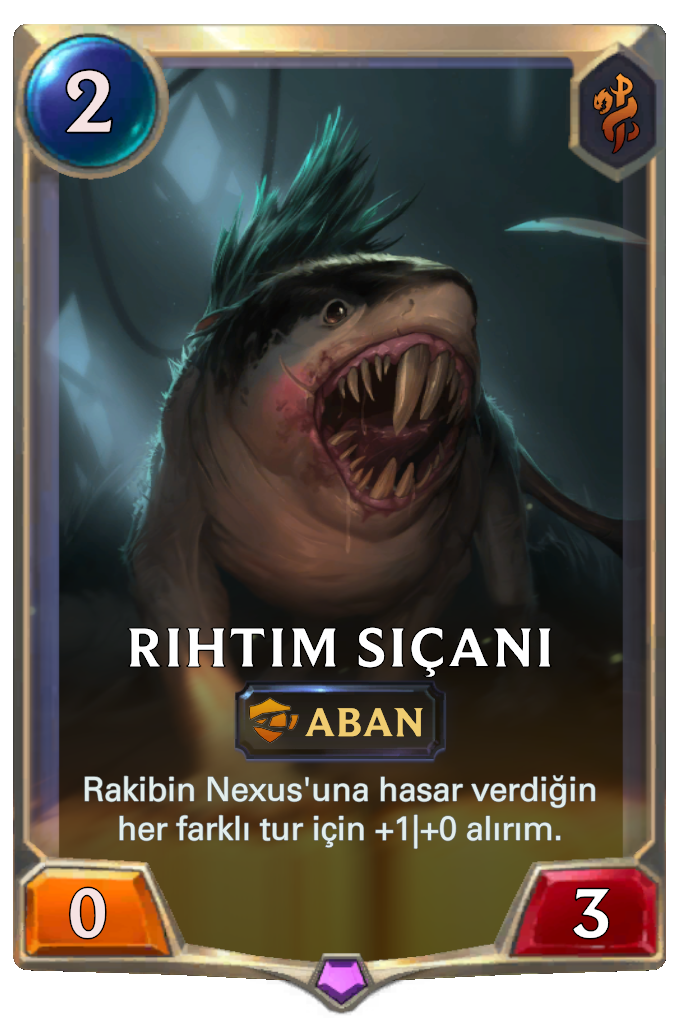 2
RIHTIM SIÇANI
ABAN
Rakibin Nexus'una hasar verdiğin
her farklı tur için +1|+0 alırım.
0
3